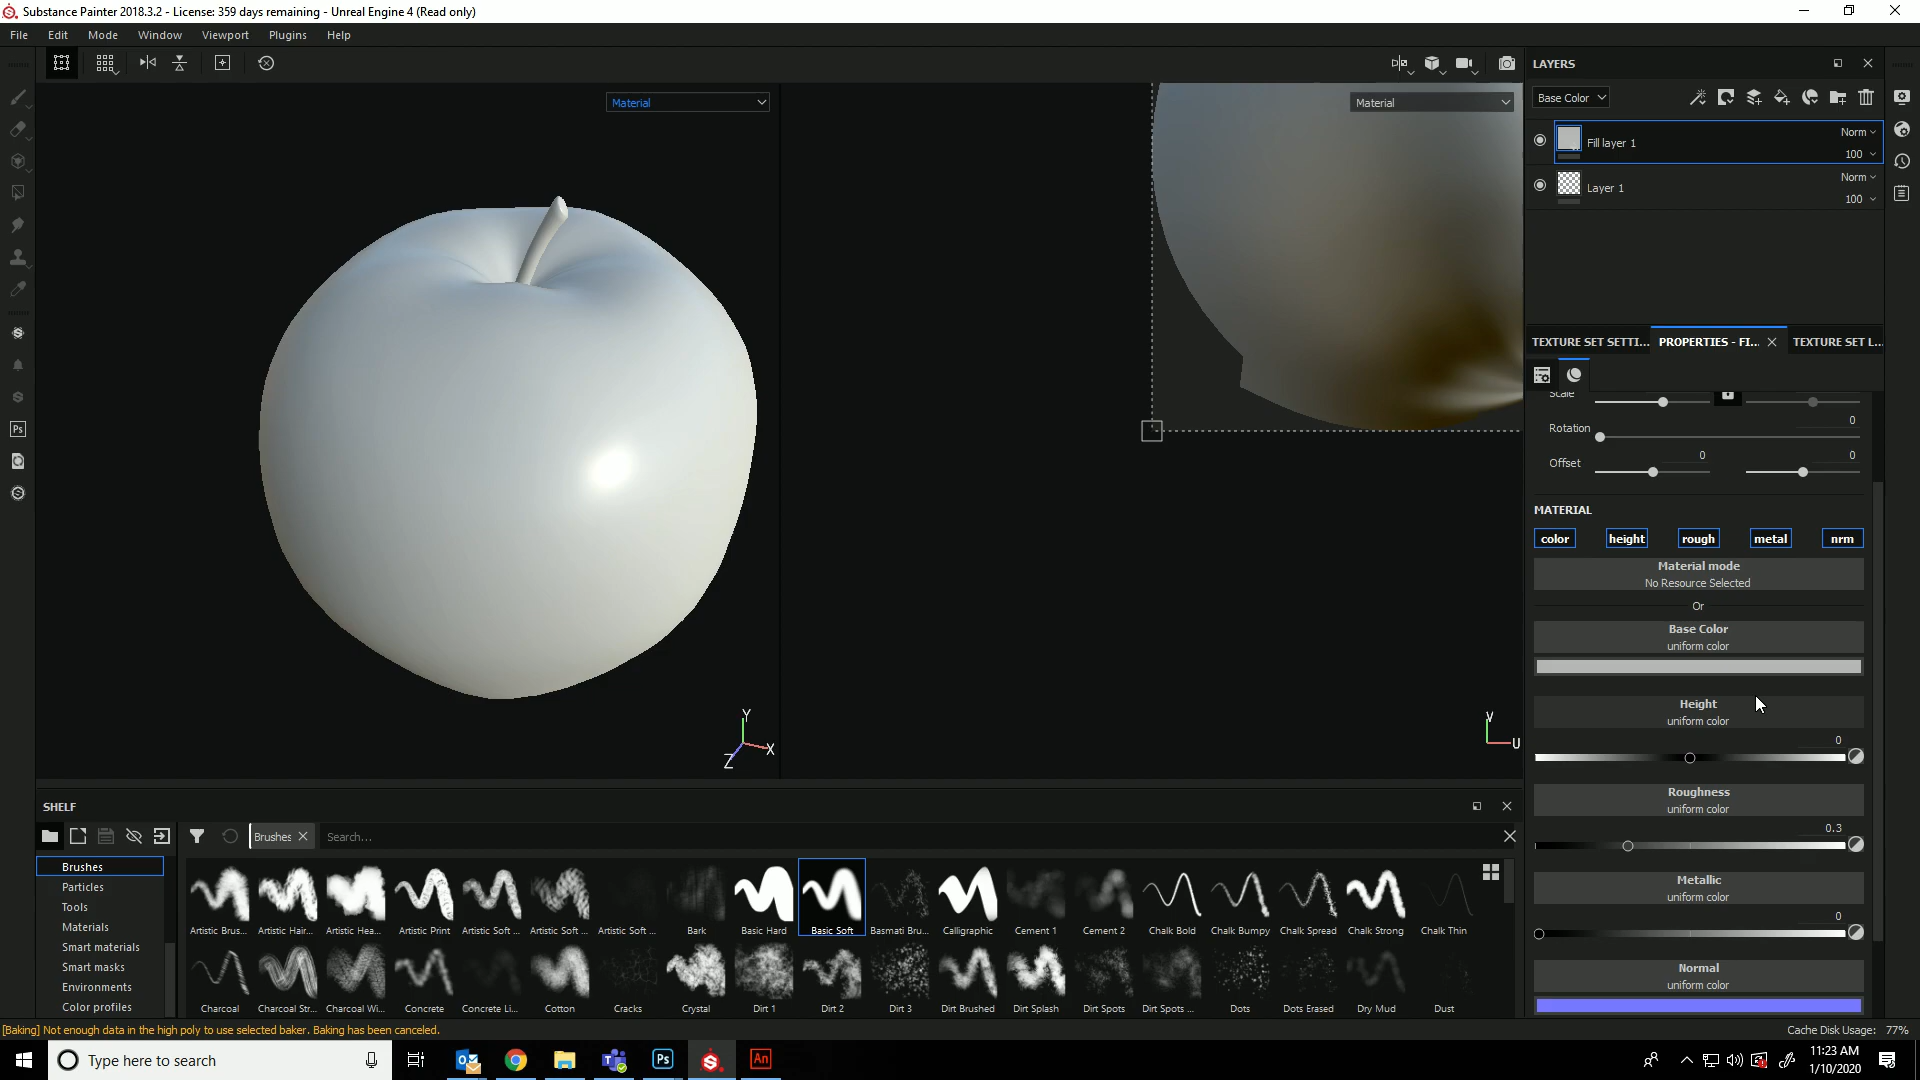 Substance Painter 2018.3.2 - License: 359 days remaining - Unreal Engine 4 (Read only)
File Edit Mode Window Viewport Plugins Help
Material
Material
LAYERS
Base Color
Fill layer 1
Norm
100
Layer 1
Norm
100
TEXTURE SET SETTI... PROPERTIES - FI... TEXTURE SET L...
Scale
Rotation 0
Offset 0 0
MATERIAL
color height rough metal nrm
Material mode
No Resource Selected
Or
Base Color
uniform color
Height
uniform color
0
Roughness
uniform color
0.3
Metallic
uniform color
0
Normal
uniform color
Y
X
Z
V
U
Ps
SHELF
Brushes
Search...
Brushes
Particles
Tools
Materials
Smart materials
Smart masks
Environments
Color profiles
Artistic Brus... Artistic Hair... Artistic Hea... Artistic Print Artistic Soft ... Artistic Soft ... Artistic Soft ... Bark Basic Hard Basic Soft Basmati Bru... Calligraphic Cement 1 Cement 2 Chalk Bold Chalk Bumpy Chalk Spread Chalk Strong Chalk Thin
Charcoal Charcoal Str... Charcoal Wi... Concrete Concrete Li... Cotton Cracks Crystal Dirt 1 Dirt 2 Dirt 3 Dirt Brushed Dirt Splash Dirt Spots Dirt Spots ... Dots Dots Erased Dry Mud Dust
[Baking] Not enough data in the high poly to use selected baker. Baking has been canceled.
Cache Disk Usage: 77%
Type here to search
Ps
An
11:23 AM
1/10/2020